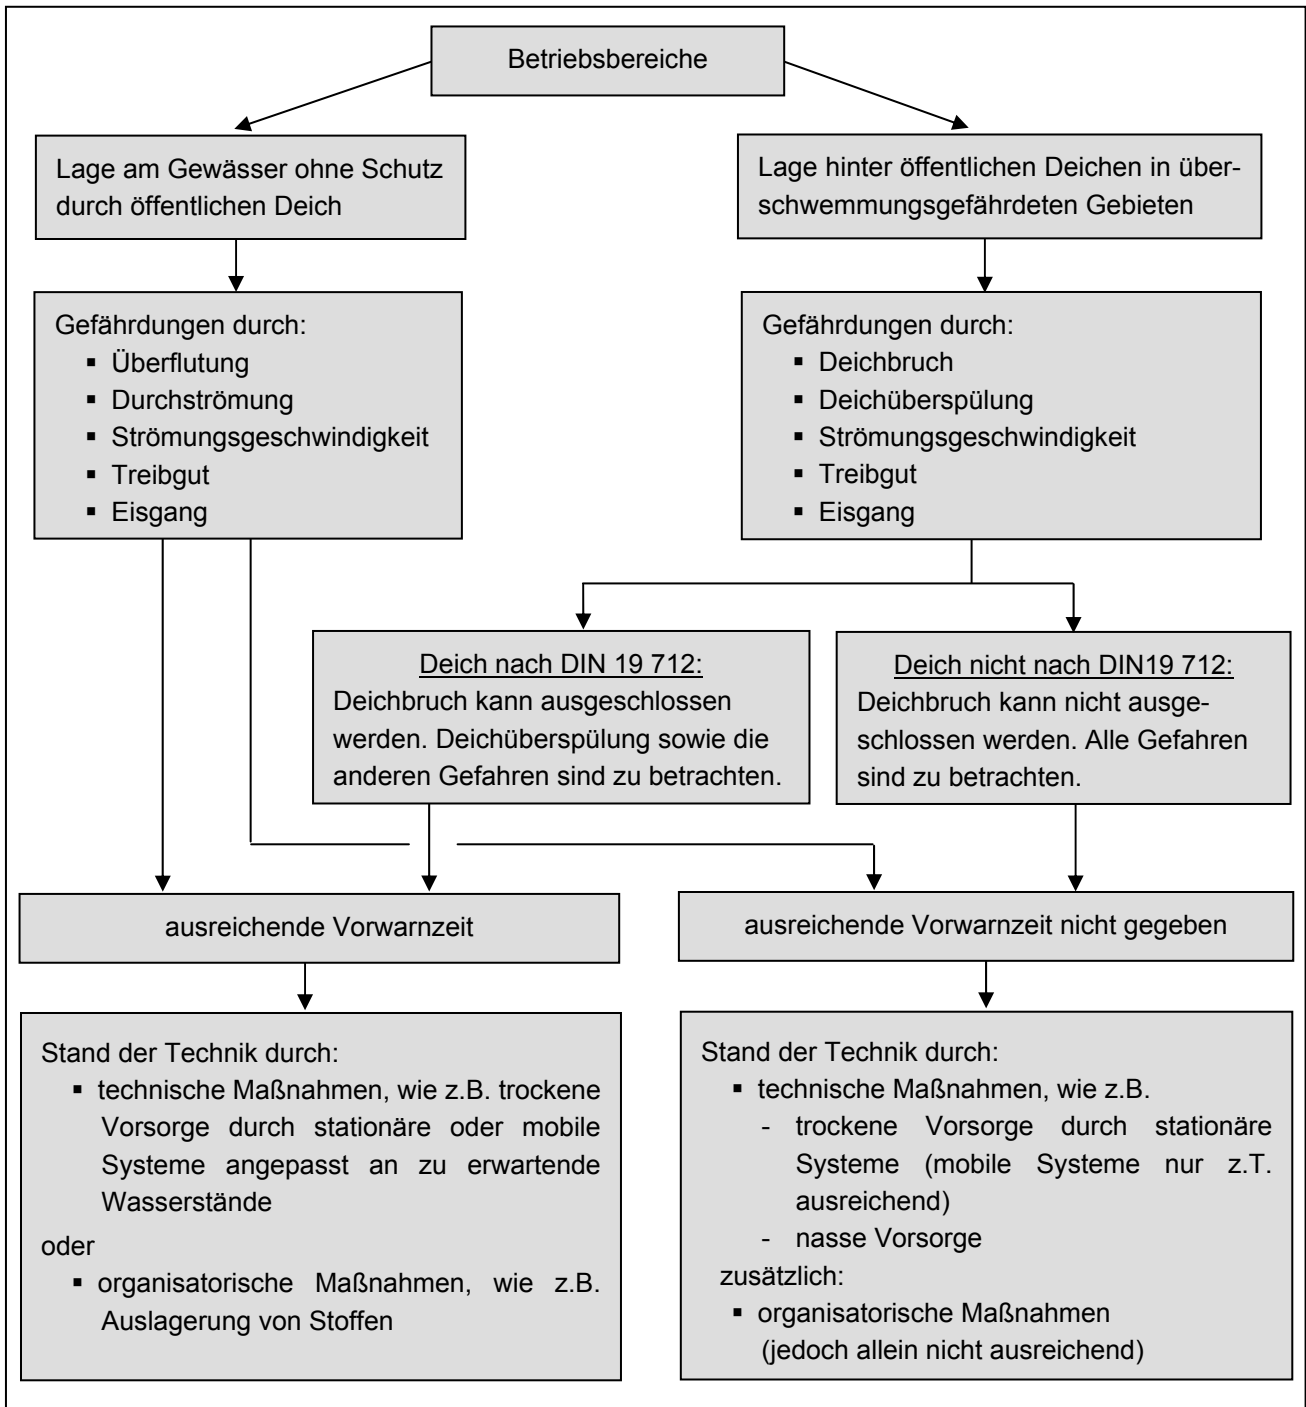 Betriebsbereiche
Lage am Gewässer ohne Schutz
durch öffentlichen Deich
Lage hinter öffentlichen Deichen in über-
schwemmungsgefährdeten Gebieten
Gefährdungen durch:
▪ Überflutung
▪ Durchströmung
▪ Strömungsgeschwindigkeit
▪ Treibgut
▪ Eisgang
Gefährdungen durch:
▪ Deichbruch
▪ Deichüberspülung
▪ Strömungsgeschwindigkeit
▪ Treibgut
▪ Eisgang
Deich nach DIN 19 712:
Deichbruch kann ausgeschlossen
werden. Deichüberspülung sowie die
anderen Gefahren sind zu betrachten.
Deich nicht nach DIN19 712:
Deichbruch kann nicht ausge-
schlossen werden. Alle Gefahren
sind zu betrachten.
ausreichende Vorwarnzeit
ausreichende Vorwarnzeit nicht gegeben
Stand der Technik durch:
▪ technische Maßnahmen, wie z.B. trockene
Vorsorge durch stationäre oder mobile
Systeme angepasst an zu erwartende
Wasserstände
oder
▪ organisatorische Maßnahmen, wie z.B.
Auslagerung von Stoffen
Stand der Technik durch:
▪ technische Maßnahmen, wie z.B.
- trockene Vorsorge durch stationäre
Systeme (mobile Systeme nur z.T.
ausreichend)
- nasse Vorsorge
zusätzlich:
▪ organisatorische Maßnahmen
(jedoch allein nicht ausreichend)